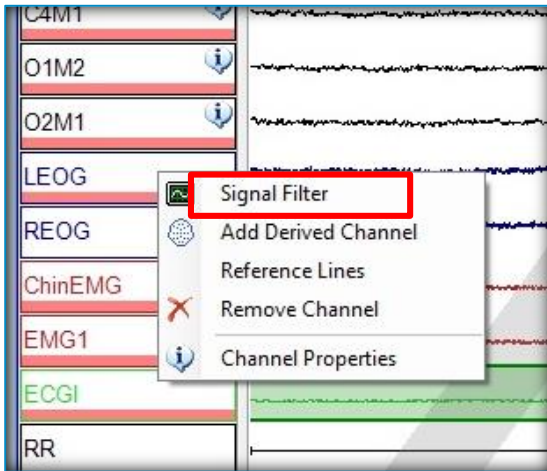 C4M1
O1M2
O2M1
LEOG
Signal Filter
REOG
Add Derived Channel
Reference Lines
ChinEMG
Remove Channel
EMG1
Channel Properties
ECGI
RR